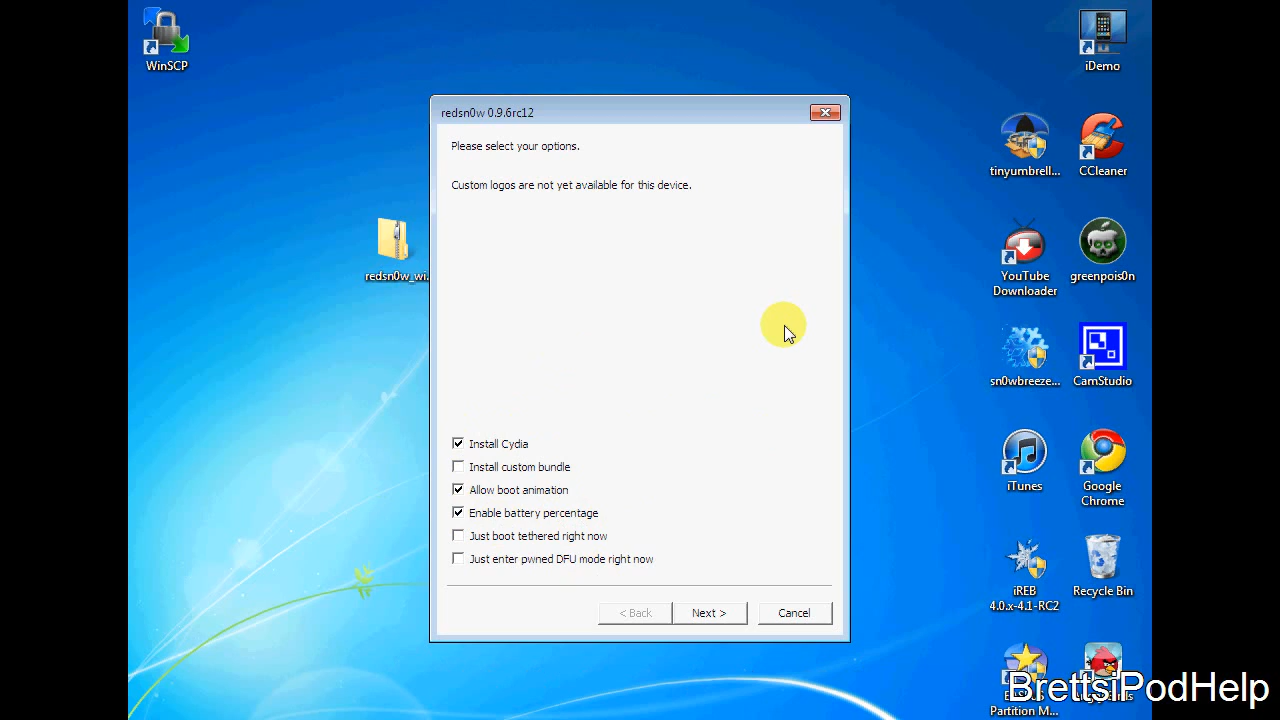 WinSCP
iDemo
redsn0w 0.9.6rc12
Please select your options.
Custom logos are not yet available for this device.
Install Cydia
Install custom bundle
Allow boot animation
Enable battery percentage
Just boot tethered right now
Just enter pwned DFU mode right now
< Back
Next >
Cancel
redsn0w_wi...
tinyumbrell...
CCleaner
YouTube
Downloader
greenpois0n
sn0wbreeze...
CamStudio
iTunes
Google
Chrome
iREB
4.0.x-4.1-RC2
Recycle Bin
Partition M...
BrettsiPodHelp